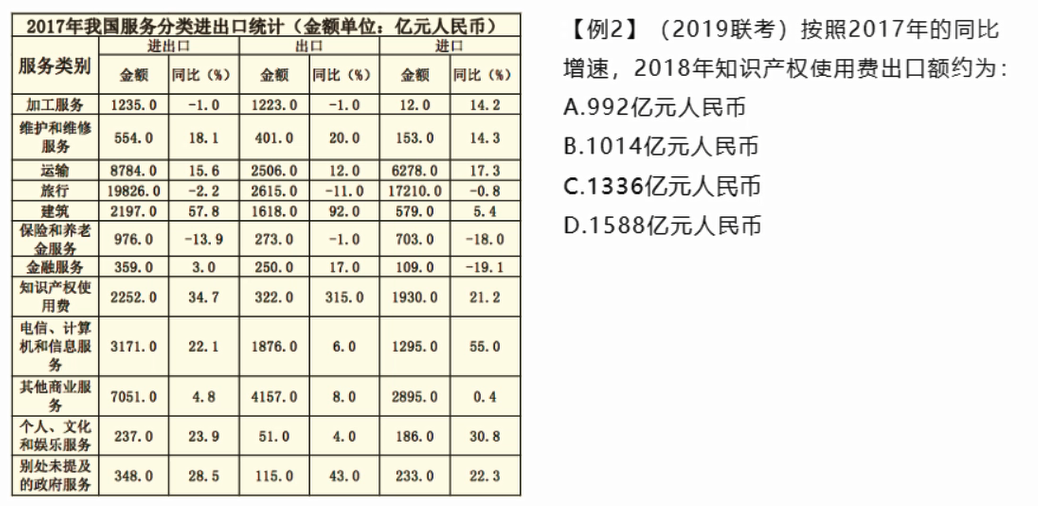 2017年我国服务分类进出口统计（金额单位：亿元人民币）
服务类别 进出口 出口 进口
金额 同比（%） 金额 同比（%） 金额 同比（%）
加工服务 1235.0 -1.0 1223.0 -1.0 12.0 14.2
维护和维修
服务 554.0 18.1 401.0 20.0 153.0 14.3
运输 8784.0 15.6 2506.0 12.0 6278.0 17.3
旅行 19826.0 -2.2 2615.0 -11.0 17210.0 -0.8
建筑 2197.0 57.8 1618.0 92.0 579.0 5.4
保险和养老
金服务 976.0 -13.9 273.0 -1.0 703.0 -18.0
金融服务 359.0 3.0 250.0 17.0 109.0 -19.1
知识产权使
用费 2252.0 34.7 322.0 315.0 1930.0 21.2
电信、计算
机和信息服
务 3171.0 22.1 1876.0 6.0 1295.0 55.0
其他商业服
务 7051.0 4.8 4157.0 8.0 2895.0 0.4
个人、文化
和娱乐服务 237.0 23.9 51.0 4.0 186.0 30.8
别处未提及
的政府服务 348.0 28.5 115.0 43.0 233.0 22.3
【例2】（2019联考）按照2017年的同比
增速，2018年知识产权使用费出口额约为：
A.992亿元人民币
B.1014亿元人民币
C.1336亿元人民币
D.1588亿元人民币